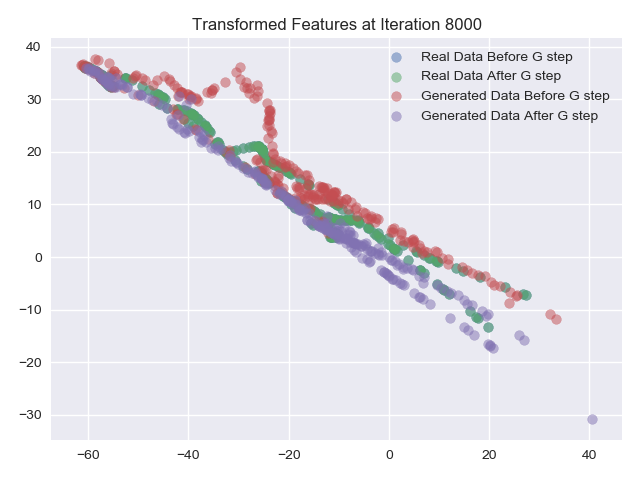 Transformed Features at Iteration 8000
Real Data Before G step
Real Data After G step
Generated Data Before G step
Generated Data After G step
40
30
20
10
0
−10
−20
−30
−60
−40
−20
0
20
40